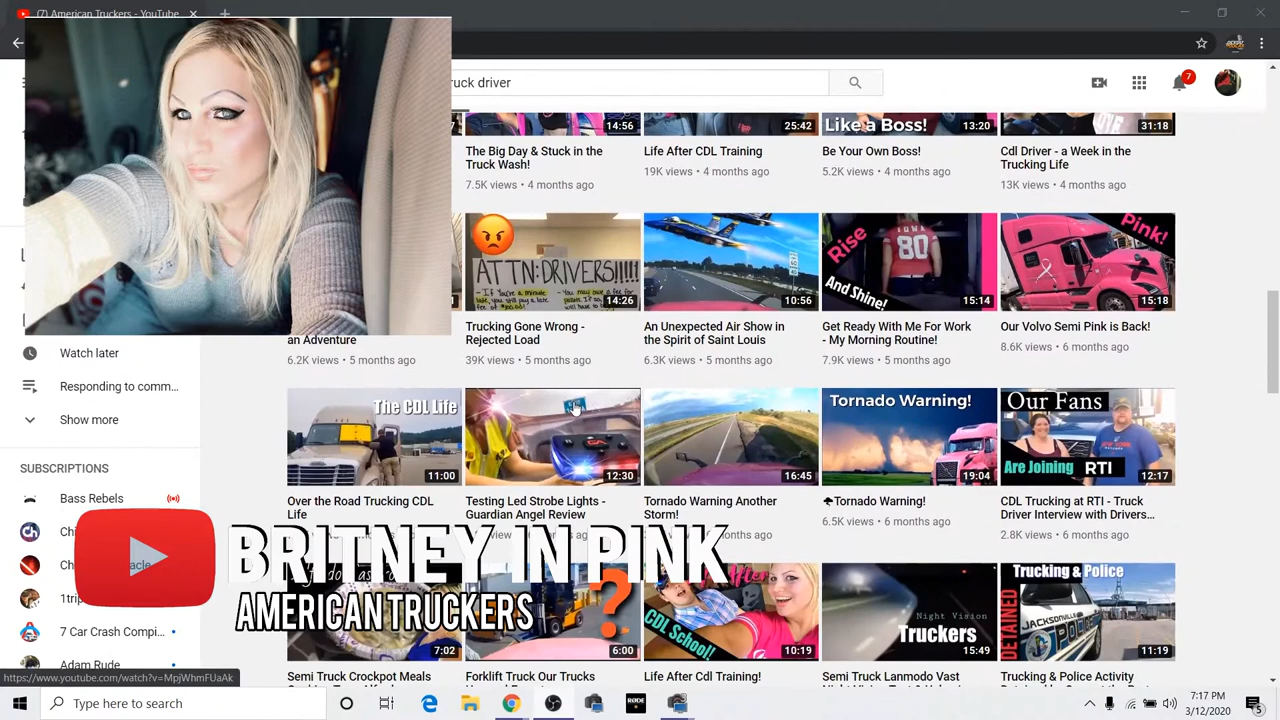 (7) American Truckers - YouTube
uck driver
7
14:56
25:42
Like a Boss!
13:20
31:18
The Big Day & Stuck in the
Truck Wash!
Life After CDL Training
Be Your Own Boss!
Cdl Driver - a Week in the
Trucking Life
7.5K views • 4 months ago
19K views • 4 months ago
5.2K views • 4 months ago
13K views • 4 months ago
ATTN:DRIVERS!!!!!
14:26
10:56
Rise
And Shine!
IOWA
80
15:14
Pink!
15:18
an Adventure
Trucking Gone Wrong -
Rejected Load
An Unexpected Air Show in
the Spirit of Saint Louis
Get Ready With Me For Work
- My Morning Routine!
Our Volvo Semi Pink is Back!
6.2K views • 5 months ago
39K views • 5 months ago
6.3K views • 5 months ago
7.9K views • 5 months ago
8.6K views • 6 months ago
Watch later
Responding to comm...
Show more
SUBSCRIPTIONS
Bass Rebels
1trip
7 Car Crash Compi...
Adam Rude
The CDL Life
11:00
12:30
16:45
Tornado Warning!
19:04
Our Fans
Are Joining RTI
12:17
Over the Road Trucking CDL
Life
Testing Led Strobe Lights -
Guardian Angel Review
Tornado Warning Another
Storm!
Tornado Warning!
CDL Trucking at RTI - Truck
Driver Interview with Drivers...
6.5K views • 6 months ago
2.8K views • 6 months ago
BRITNEY IN PINK
AMERICAN TRUCKERS
?
7:02
6:00
CDL School!
10:19
Night Vision
Truckers
15:49
Trucking & Police
DETAINED
JACKSONVILLE
11:19
Semi Truck Crockpot Meals
Forklift Truck Our Trucks
Life After Cdl Training!
Semi Truck Lanmodo Vast
Trucking & Police Activity
https://www.youtube.com/watch?v=MpjWhmFUaAk
Type here to search
RØDE
7:17 PM
3/12/2020
5